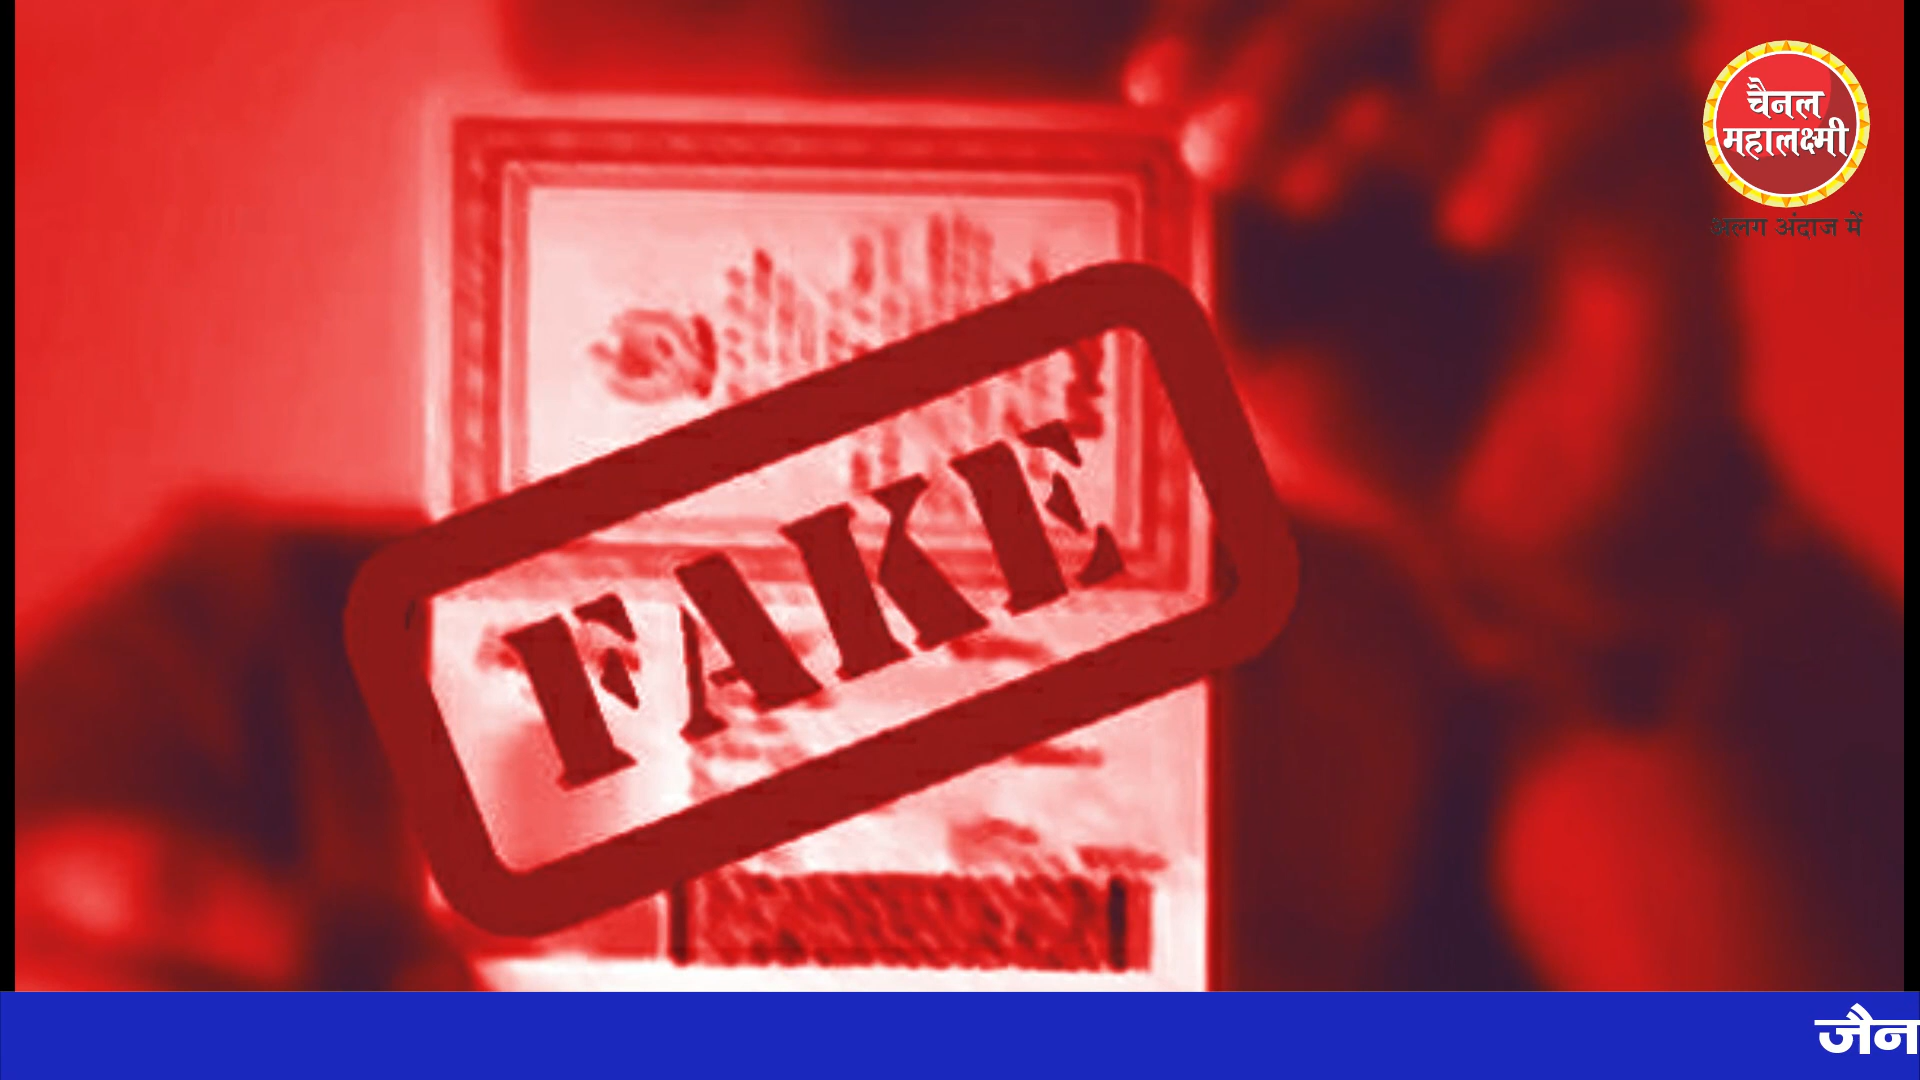 चैनल
महालक्ष्मी
अलग अंदाज में
FAKE
जैन